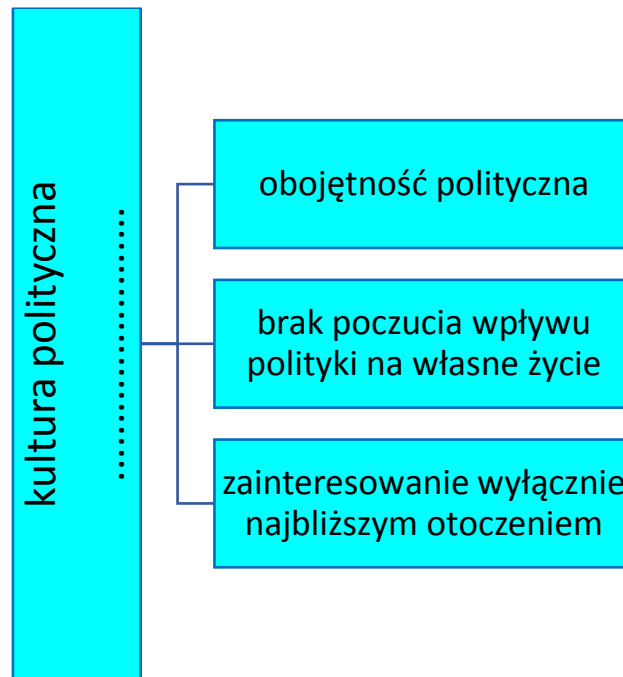 kultura polityczna
..............................
obojętność polityczna
brak poczucia wpływu
polityki na własne życie
zainteresowanie wyłącznie
najbliższym otoczeniem